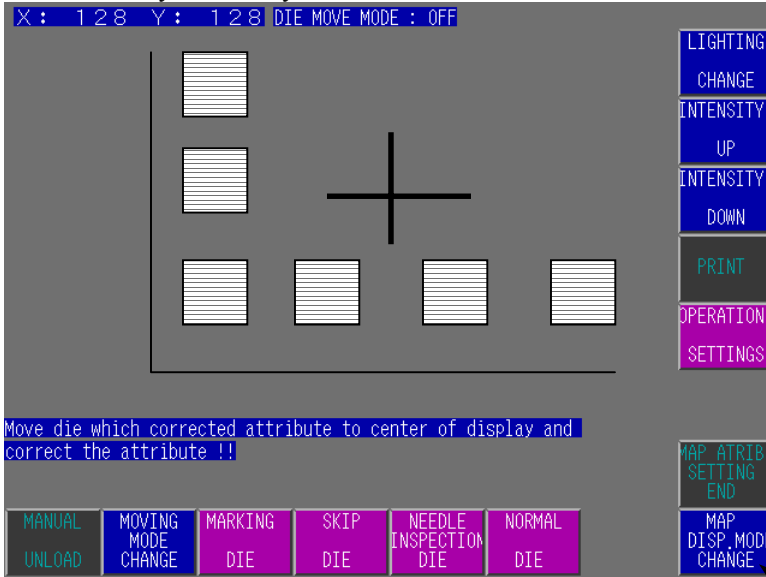 X: 128 Y: 128 DIE MOVE MODE : OFF
LIGHTING
CHANGE
INTENSITY
UP
INTENSITY
DOWN
PRINT
OPERATION
SETTINGS
Move die which corrected attribute to center of display and
correct the attribute !!
MAP ATRIB
SETTING
END
MANUAL
UNLOAD
MOVING
MODE
CHANGE
MARKING
DIE
SKIP
DIE
NEEDLE
INSPECTION
DIE
NORMAL
DIE
MAP
DISP.MOD
CHANGE